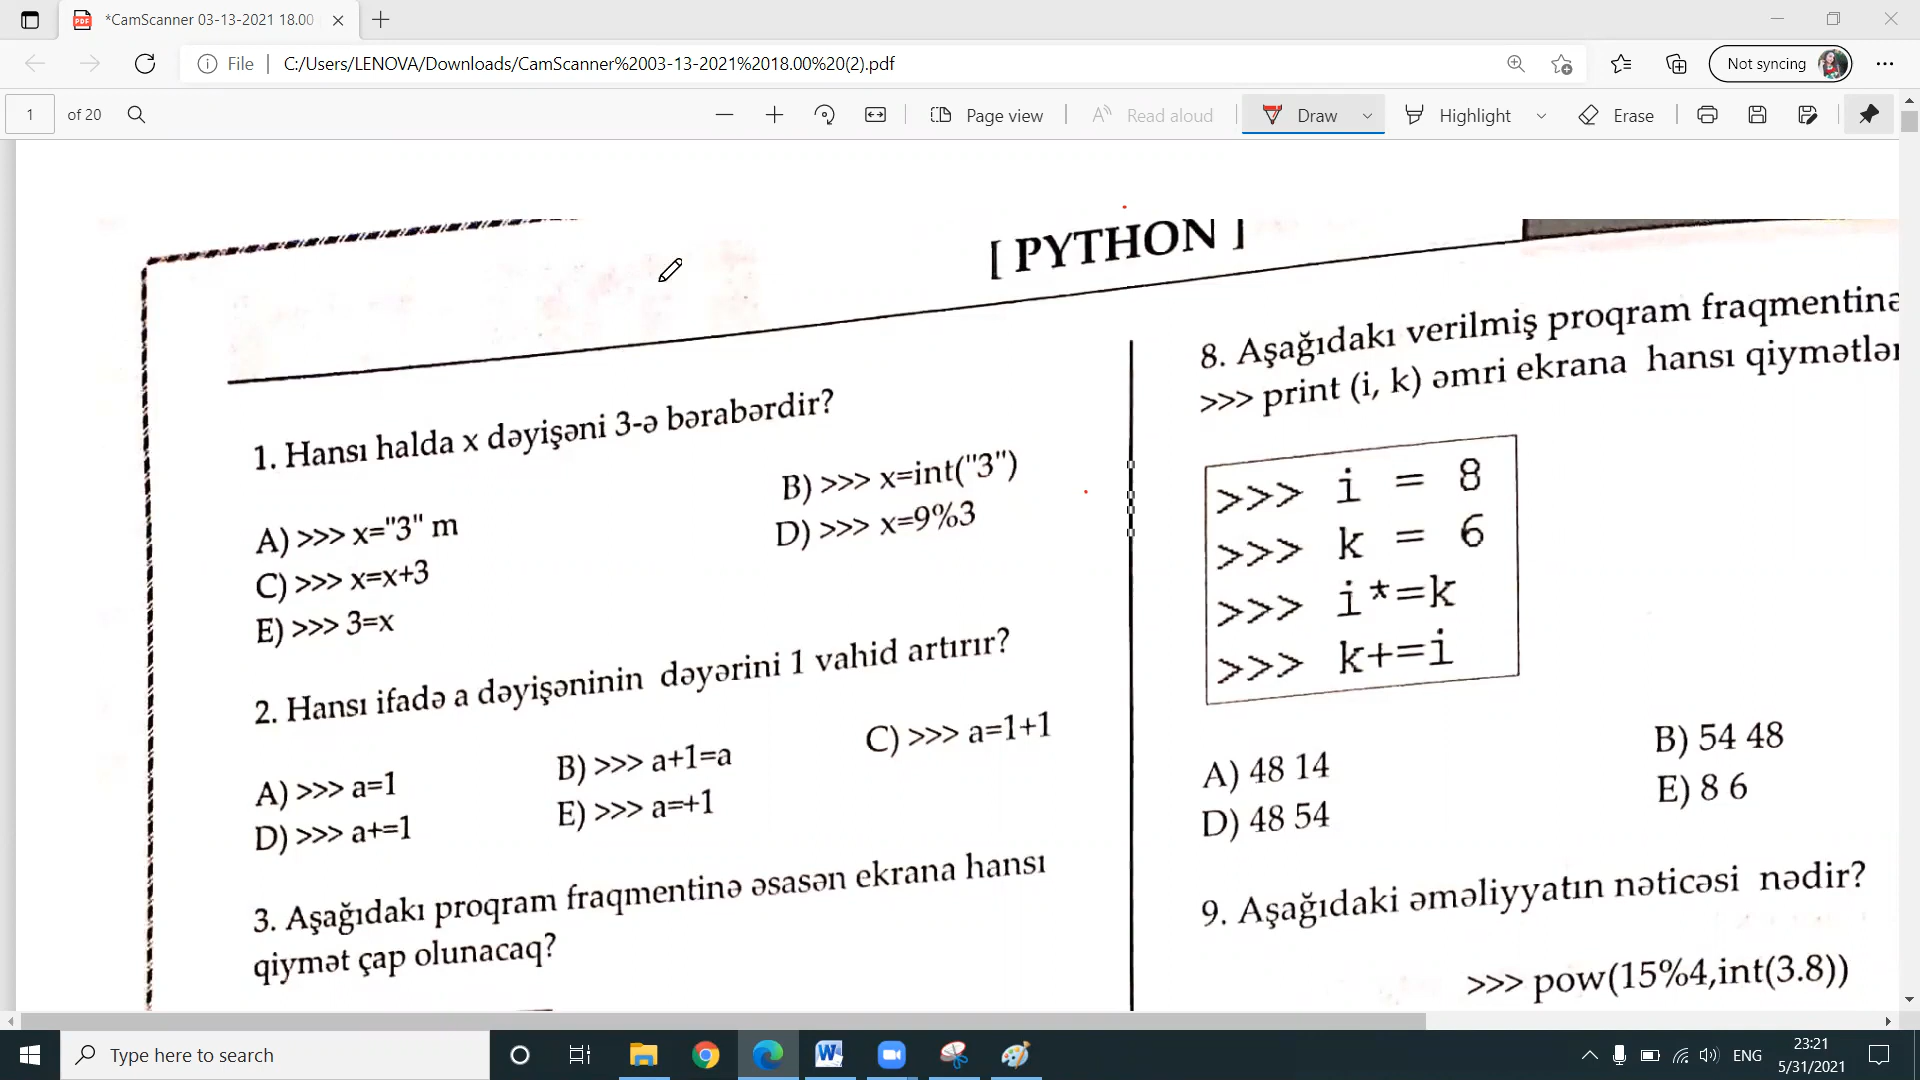 *CamScanner 03-13-2021 18.00
File
C:/Users/LENOVA/Downloads/CamScanner%2003-13-2021%2018.00%20(2).pdf
Not syncing
1 of 20
Page view
Read aloud
Draw
Highlight
Erase
[ PYTHON ]
1. Hansı halda x dəyişəni 3-ə bərabərdir?
A) >>> x="3" m
B) >>> x=int("3")
C) >>> x=x+3
D) >>> x=9%3
E) >>> 3=x
2. Hansı ifadə a dəyişəninin dəyərini 1 vahid artırır?
A) >>> a=1
B) >>> a+1=a
C) >>> a=1+1
D) >>> a+=1
E) >>> a=+1
3. Aşağıdakı proqram fraqmentinə əsasən ekrana hansı
qiymət çap olunacaq?
8. Aşağıdakı verilmiş proqram fraqmentinə
>>> print (i, k) əmri ekrana hansı qiymətlər
>>> i = 8
>>> k = 6
>>> i*=k
>>> k+=i
A) 48 14
B) 54 48
D) 48 54
E) 8 6
9. Aşağıdaki əməliyyatın nəticəsi nədir?
>>> pow(15%4,int(3.8))
Type here to search
ENG
23:21
5/31/2021